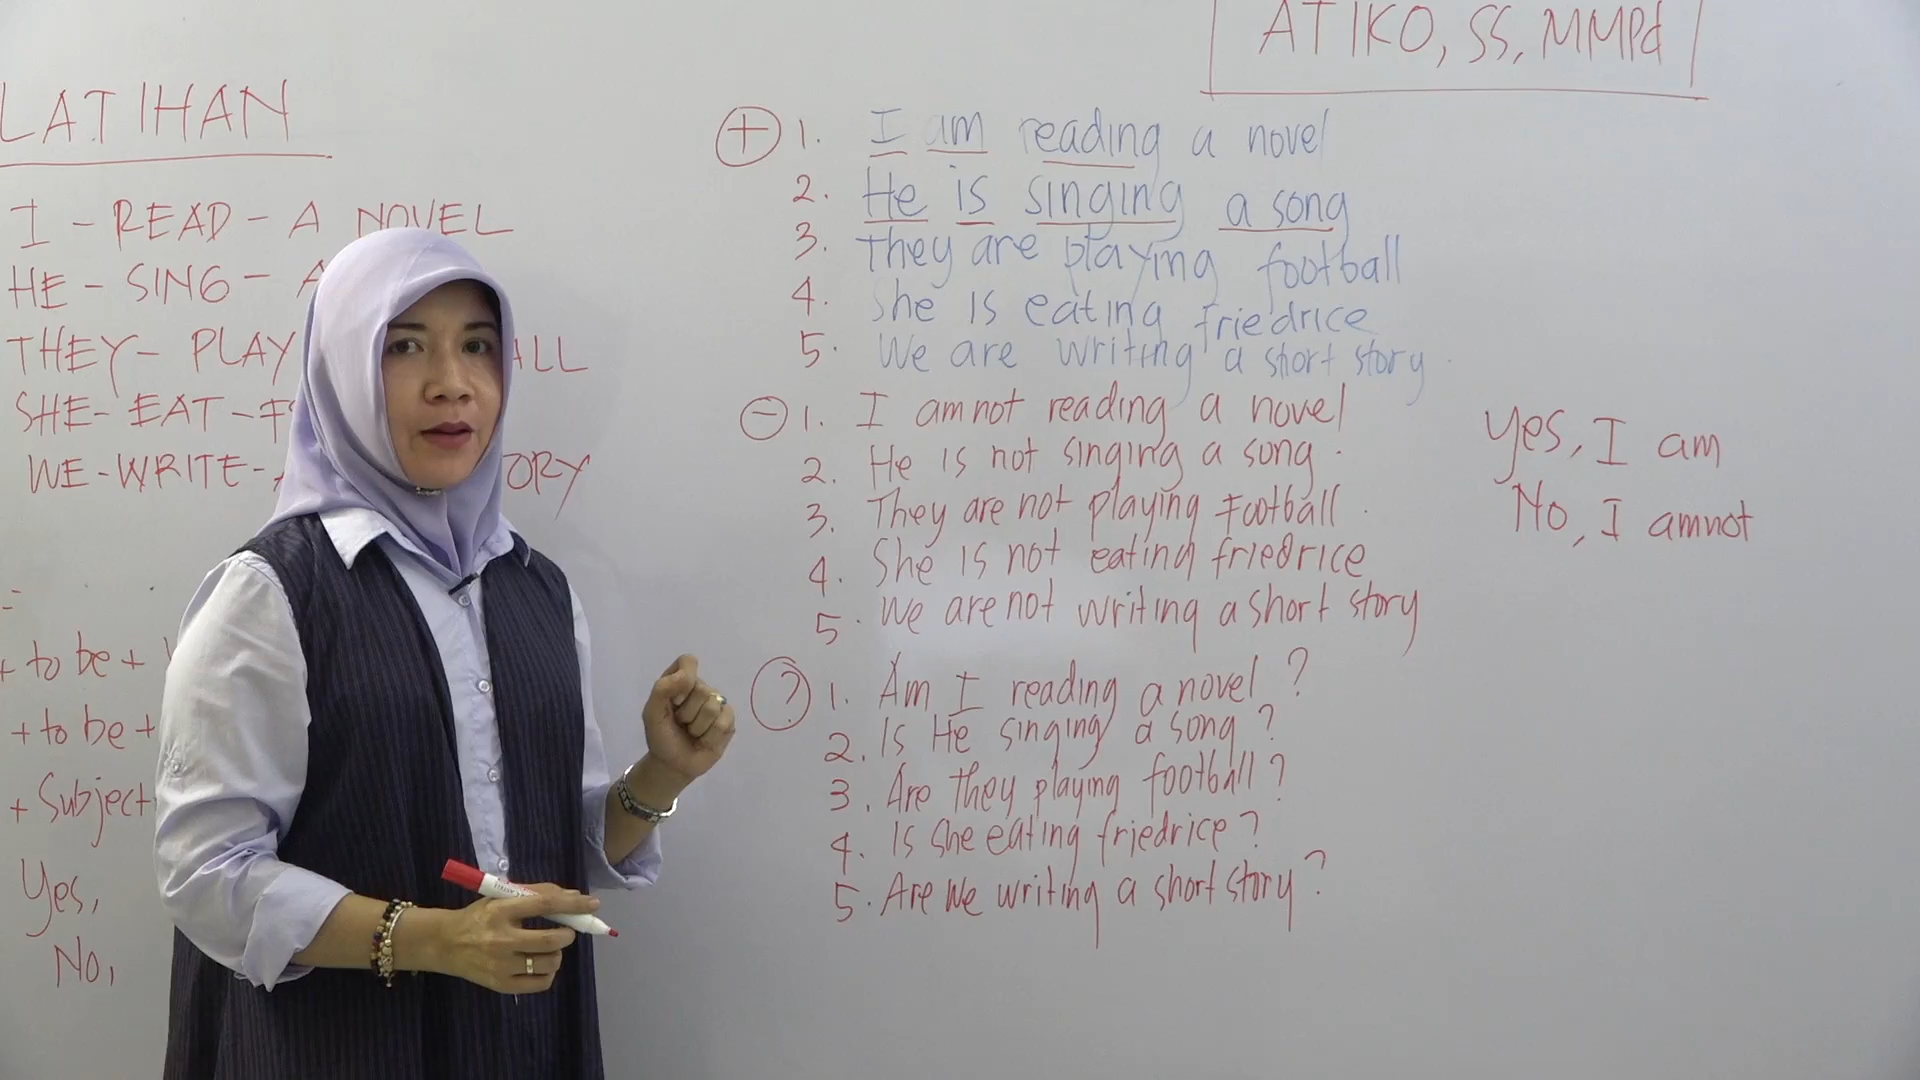 ATIKO, SS, MMPd
LATIHAN
I - READ - A NOVEL
HE - SING - A
THEY - PLAY ALL
SHE - EAT - F
WE - WRITE - ORY
=
+ to be +
+ to be +
+ Subject
Yes,
No,
+ 1. I am reading a novel
2. He is singing a song
3. They are playing football
4. She is eating friedrice
5. We are writing a short story.
- 1. I amnot reading a novel
2. He is not singing a song.
3. They are not playing Football.
4. She is not eating friedrice
5. We are not writing a short story
? 1. Am I reading a novel?
2. Is He singing a song?
3. Are they playing football?
4. Is she eating friedrice?
5. Are we writing a short story?
Yes, I am
No, I amnot